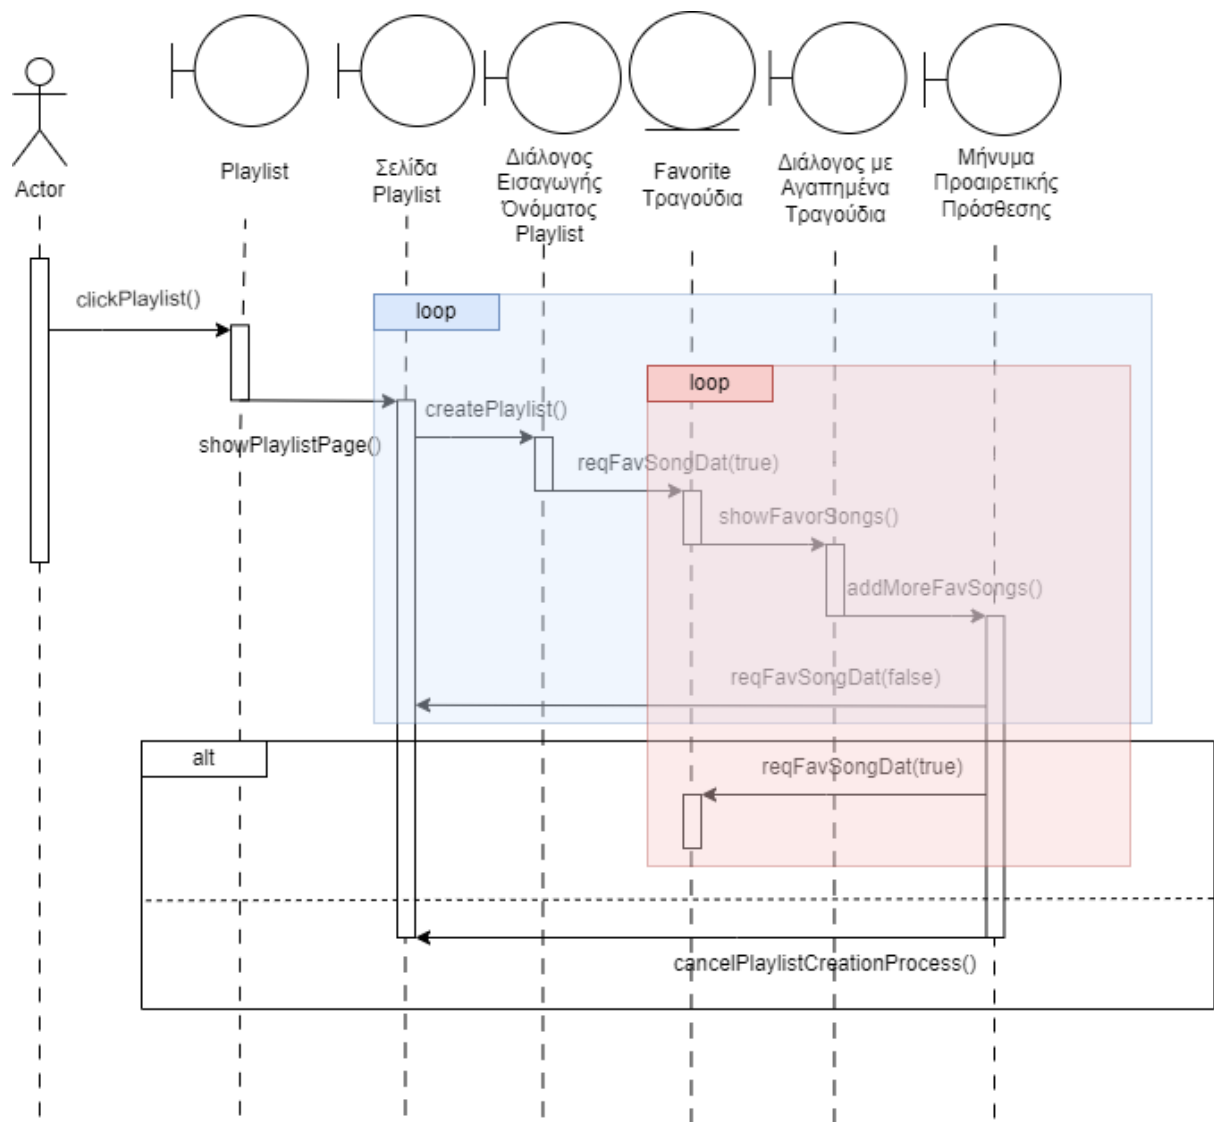 Actor
Playlist
Σελίδα
Playlist
Διάλογος
Εισαγωγής
Όνόματος
Playlist
Favorite
Τραγούδια
Διάλογος με
Αγαπημένα
Τραγούδια
Μήνυμα
Προαιρετικής
Πρόσθεσης
clickPlaylist()
loop
loop
createPlaylist()
showPlaylistPage()
reqFavSongDat(true)
showFavorSongs()
addMoreFavSongs()
reqFavSongDat(false)
alt
reqFavSongDat(true)
cancelPlaylistCreationProcess()